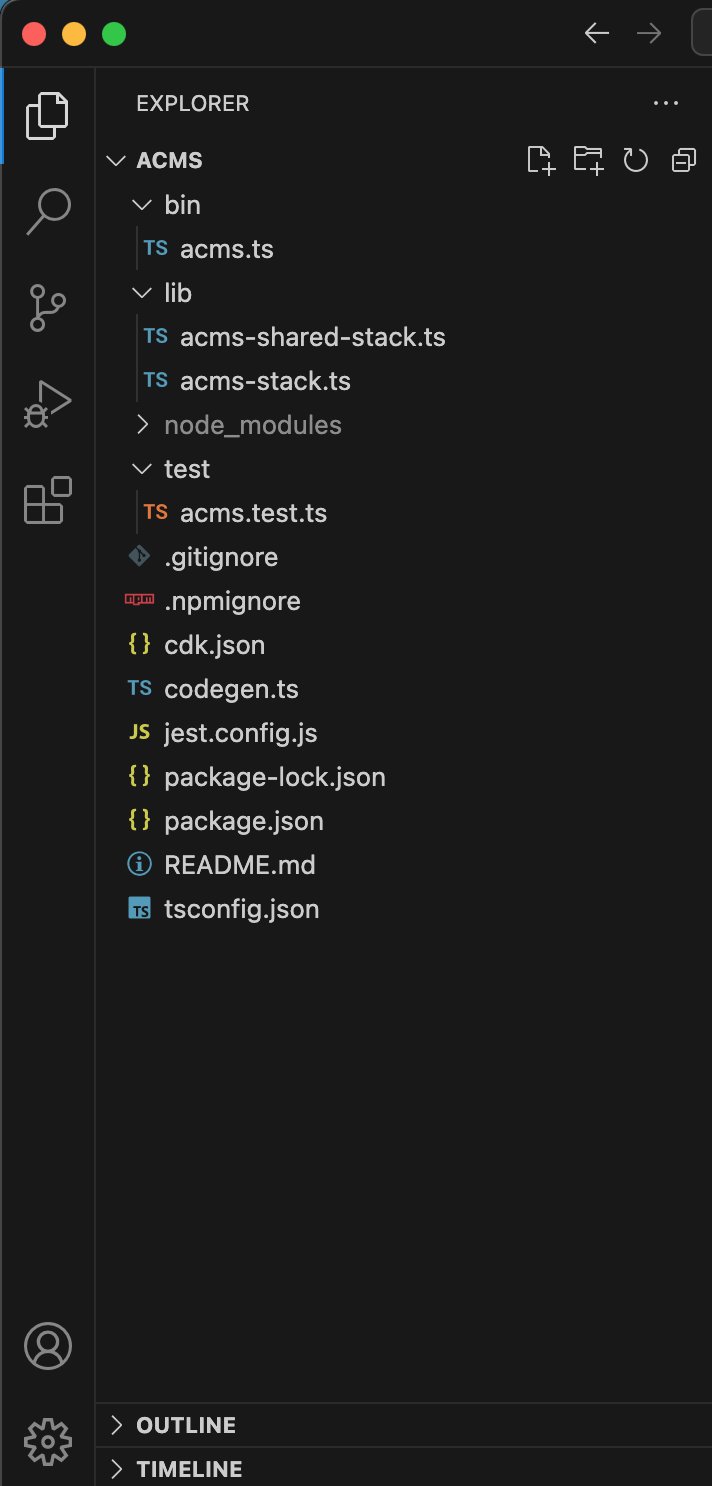 EXPLORER
ACMS
bin
TS acms.ts
lib
TS acms-shared-stack.ts
TS acms-stack.ts
node_modules
test
TS acms.test.ts
.gitignore
npm .npmignore
{} cdk.json
TS codegen.ts
JS jest.config.js
{} package-lock.json
{} package.json
README.md
TS tsconfig.json
OUTLINE
TIMELINE